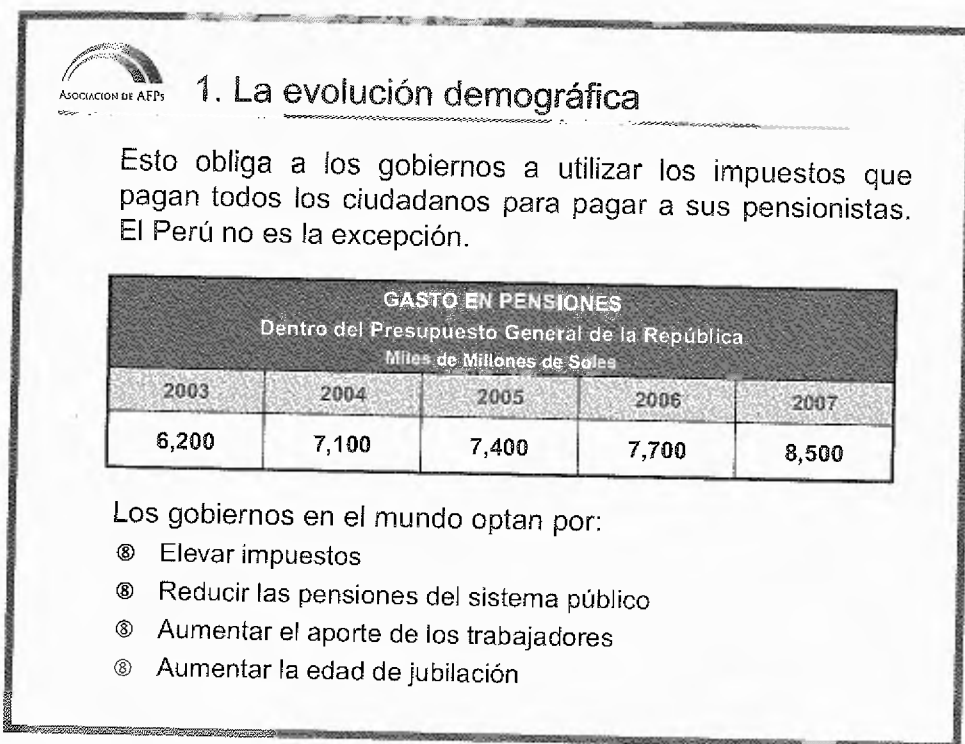 ASOCIACION DE AFPs
1. La evolución demográfica
Esto obliga a los gobiernos a utilizar los impuestos que
pagan todos los ciudadanos para pagar a sus pensionistas.
El Perú no es la excepción.
GASTO EN PENSIONES
Dentro del Presupuesto General de la República
Miles de Millones de Soles
2003 2004 2005 2006 2007
6,200 7,100 7,400 7,700 8,500
Los gobiernos en el mundo optan por:
⑧ Elevar impuestos
⑧ Reducir las pensiones del sistema público
⑧ Aumentar el aporte de los trabajadores
⑧ Aumentar la edad de jubilación